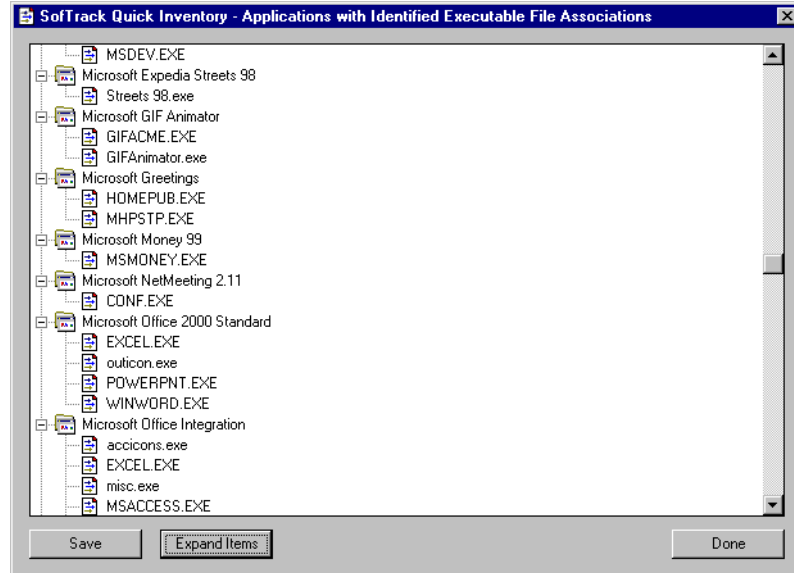 SofTrack Quick Inventory - Applications with Identified Executable File Associations
MSDEV.EXE
Microsoft Expedia Streets 98
Streets 98.exe
Microsoft GIF Animator
GIFACME.EXE
GIFAnimator.exe
Microsoft Greetings
HOMEPUB.EXE
MHPSTP.EXE
Microsoft Money 99
MSMONEY.EXE
Microsoft NetMeeting 2.11
CONF.EXE
Microsoft Office 2000 Standard
EXCEL.EXE
outicon.exe
POWERPNT.EXE
WINWORD.EXE
Microsoft Office Integration
accicons.exe
EXCEL.EXE
misc.exe
MSACCESS.EXE
Save Expand Items Done